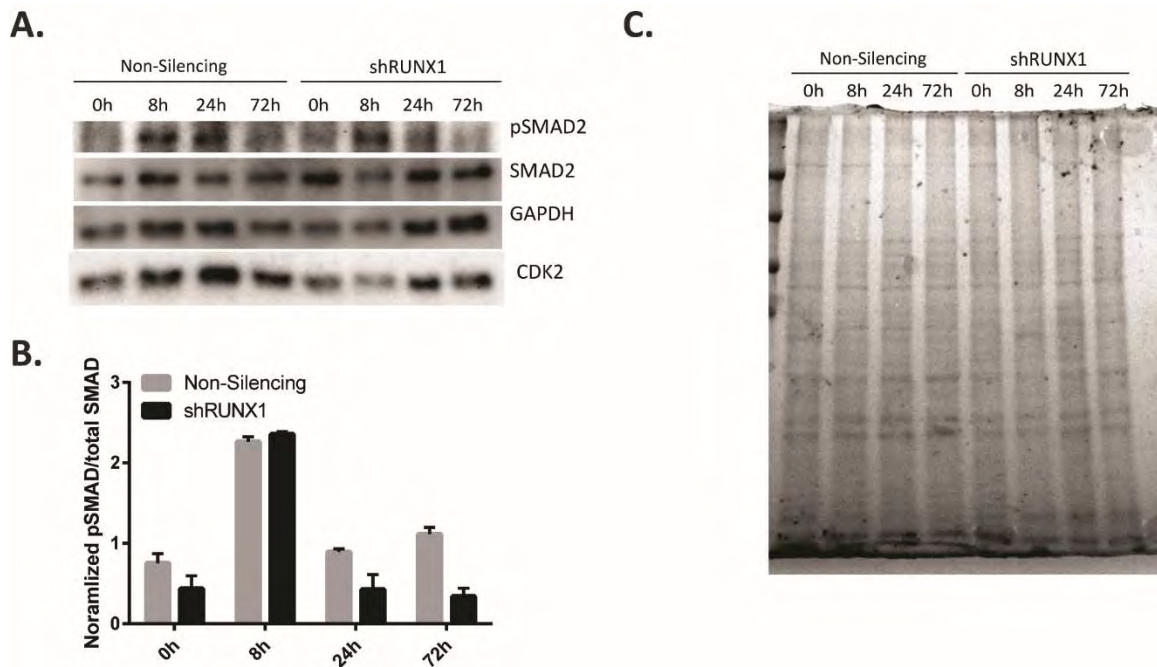 A.
Non-Silencing shRUNX1
0h 8h 24h 72h 0h 8h 24h 72h
pSMAD2
SMAD2
GAPDH
CDK2
B.
Noramlized pSMAD/total SMAD
3
2
1
0
Non-Silencing
shRUNX1
0h 8h 24h 72h
C.
Non-Silencing shRUNX1
0h 8h 24h 72h 0h 8h 24h 72h